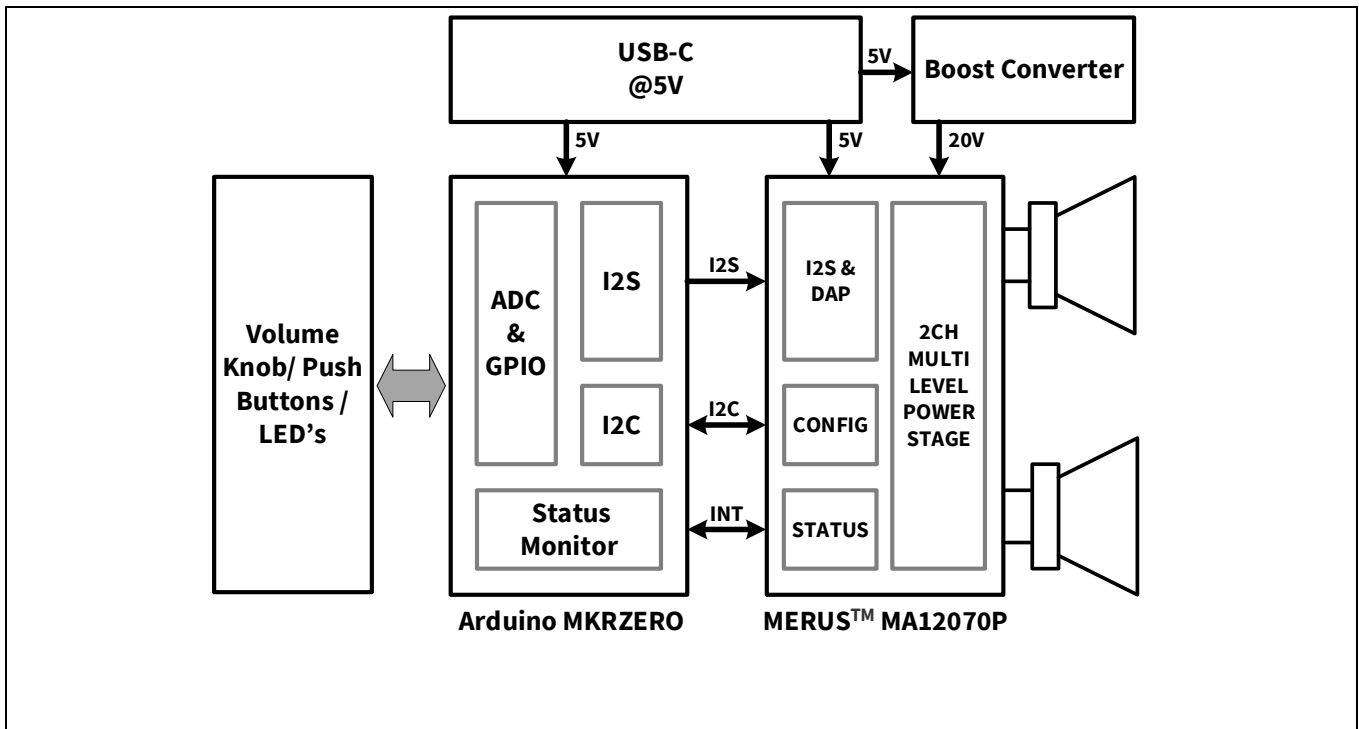 USB-C
@5V
5V
Boost Converter
5V
5V
20V
Volume
Knob/ Push
Buttons /
LED's
ADC
&
GPIO
I2S
I2C
Status
Monitor
I2S
I2C
INT
I2S &
DAP
CONFIG
STATUS
2CH
MULTI
LEVEL
POWER
STAGE
Arduino MKRZERO
MERUS™ MA12070P